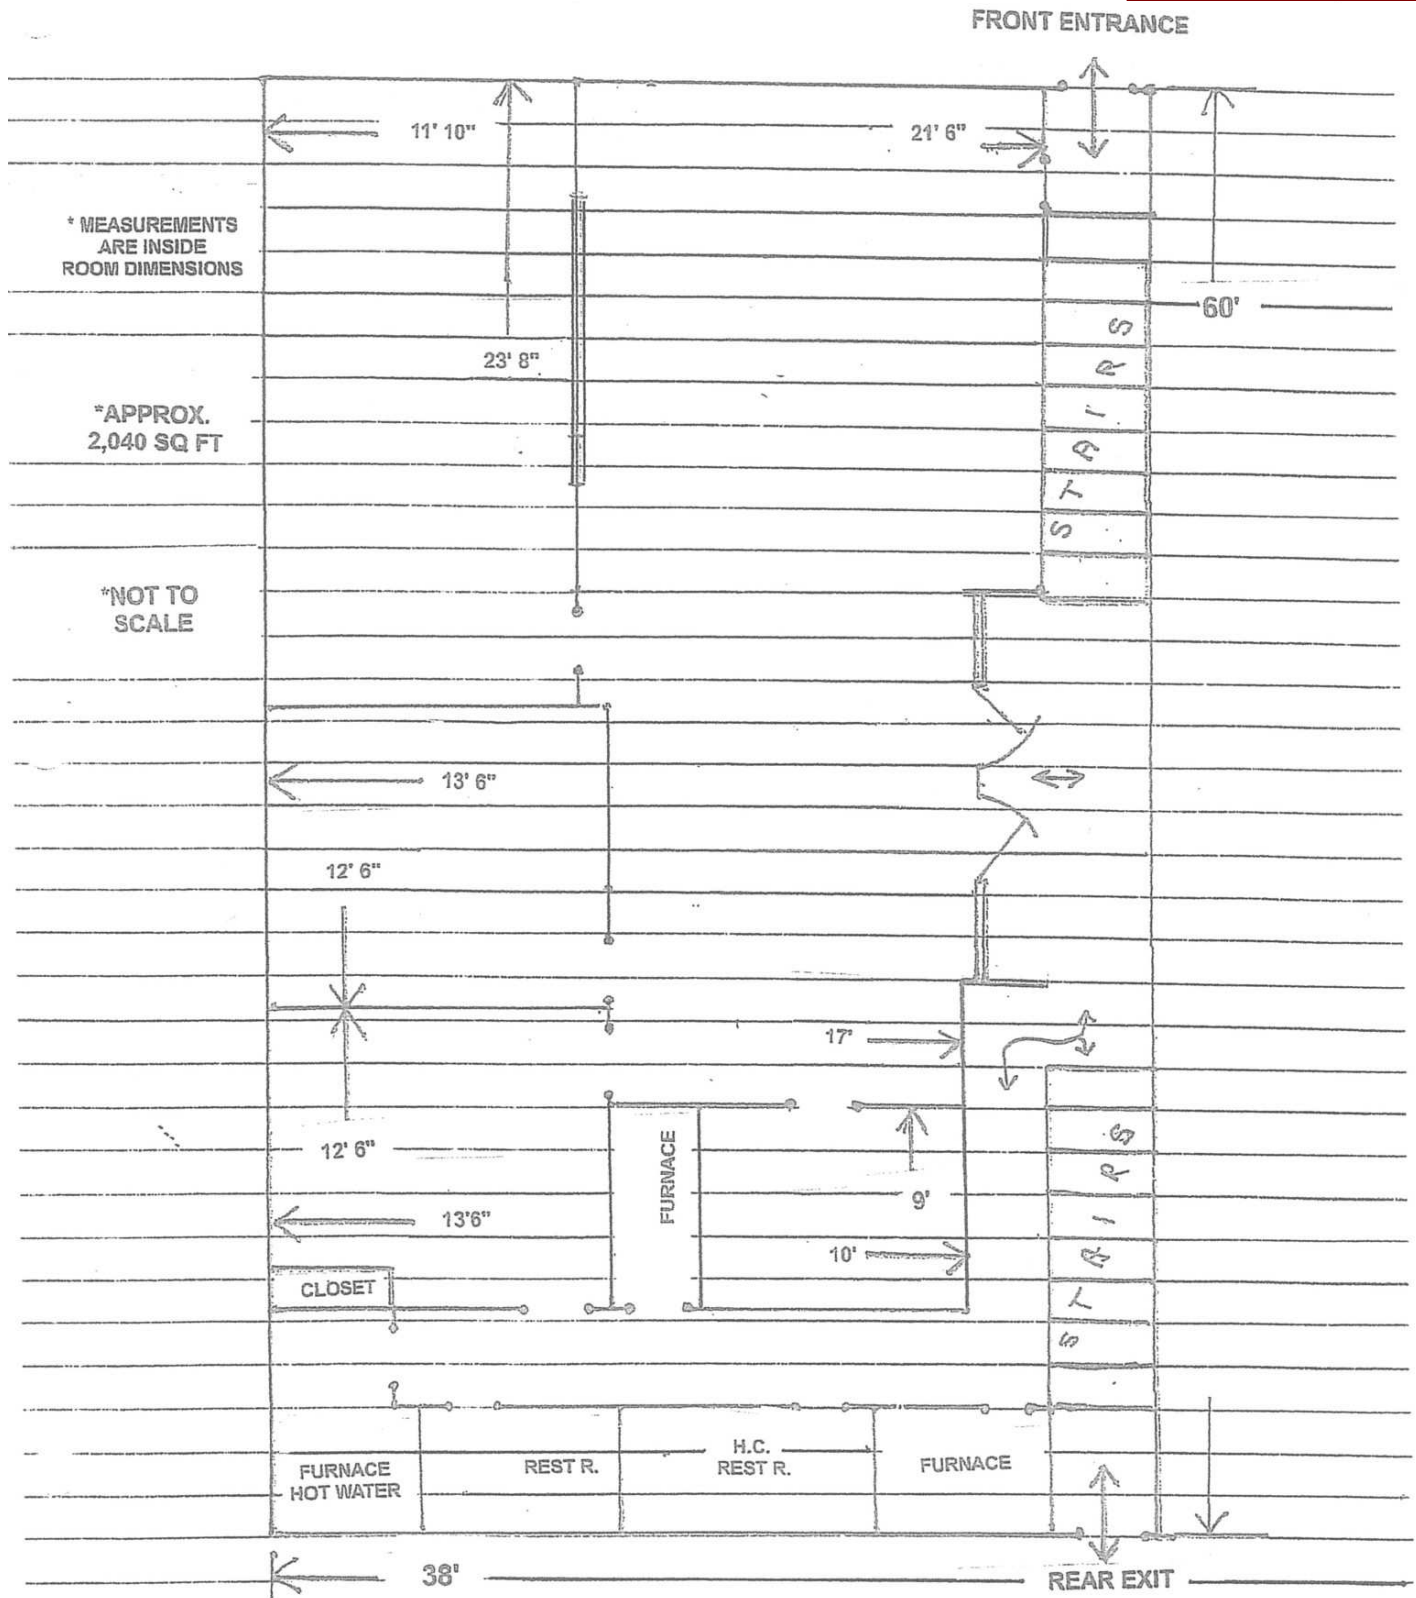 FRONT ENTRANCE
11' 10"
21' 6"
* MEASUREMENTS
ARE INSIDE
ROOM DIMENSIONS
60'
23' 8"
STAIRS
*APPROX.
2,040 SQ FT
*NOT TO
SCALE
13' 6"
12' 6"
17'
12' 6"
FURNACE
STAIRS
9'
13'6"
10'
CLOSET
FURNACE
HOT WATER
REST R.
H.C.
REST R.
FURNACE
38'
REAR EXIT